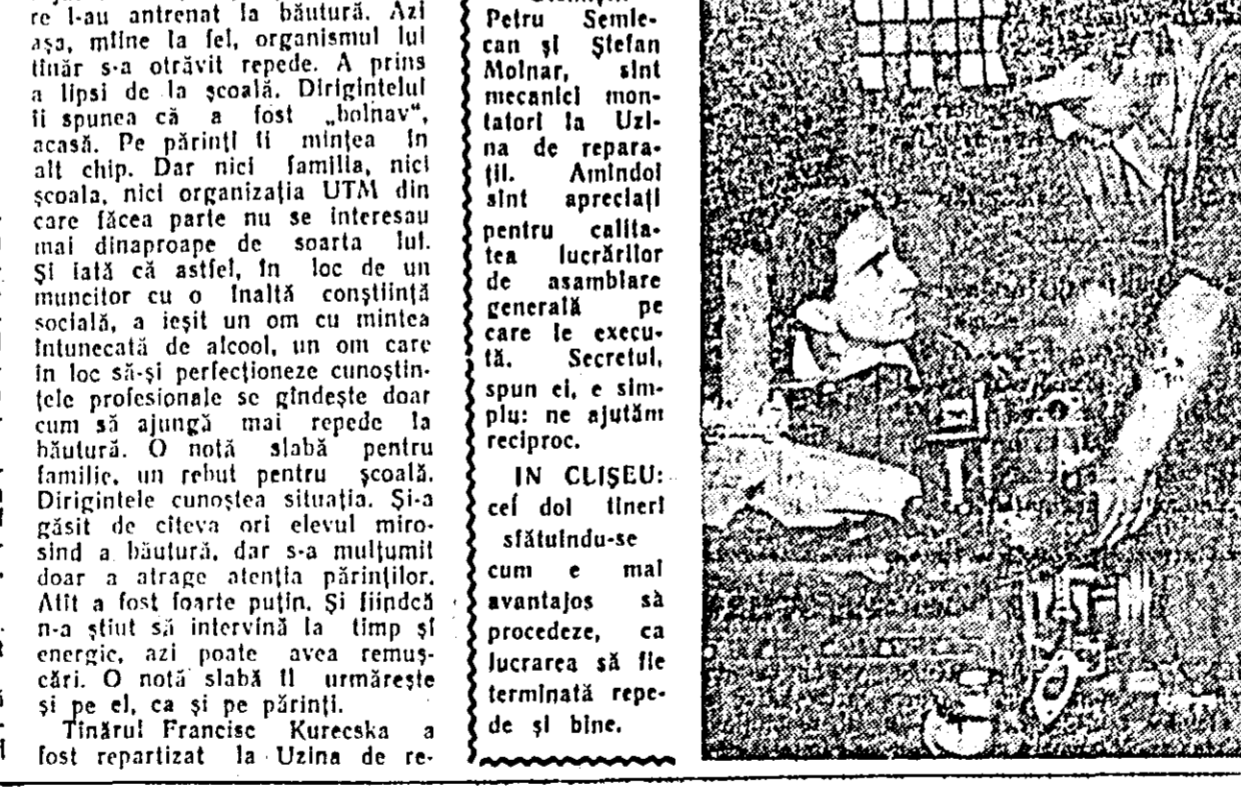 re l-au antrenat la băutură. Azi
așa, mîine la fel, organismul lui
tînăr s-a otrăvit repede. A prins
a lipsi de la școală. Dirigintelui
îi spunea că a fost „bolnav“,
acasă. Pe părinți îi mințea în
alt chip. Dar nici familia, nici
școala, nici organizația UTM din
care făcea parte nu se interesau
mai dinaproape de soarta lui.
Și iată că astfel, în loc de un
muncitor cu o înaltă conștiință
socială, a ieșit un om cu mintea
întunecată de alcool, un om care
în loc să-și perfecționeze cunoștin-
țele profesionale se gîndește doar
cum să ajungă mai repede la
băutură. O notă slabă pentru
familie, un rebut pentru școală.
Dirigintele cunoștea situația. Și-a
găsit de cîteva ori elevul miro-
sind a băutură, dar s-a mulțumit
doar a atrage atenția părinților.
Atît a fost foarte puțin. Și fiindcă
n-a știut să intervină la timp și
energic, azi poate avea remuș-
cări. O notă slabă îl urmărește
și pe el, ca și pe părinți.
Tînărul Francisc Kurecska a
fost repartizat la Uzina de re-
Petru Semle-
can și Ștefan
Molnar, sînt
mecanici mon-
tatori la Uzi-
na de repara-
ții. Amîndoi
sînt apreciați
pentru calita-
tea lucrărilor
de asamblare
generală pe
care le execu-
tă. Secretul,
spun ei, e sim-
plu: ne ajutăm
reciproc.
IN CLIȘEU:
cei doi tineri
sfătuindu-se
cum e mai
avantajos să
procedeze, ca
lucrarea să fie
terminată repe-
de și bine.